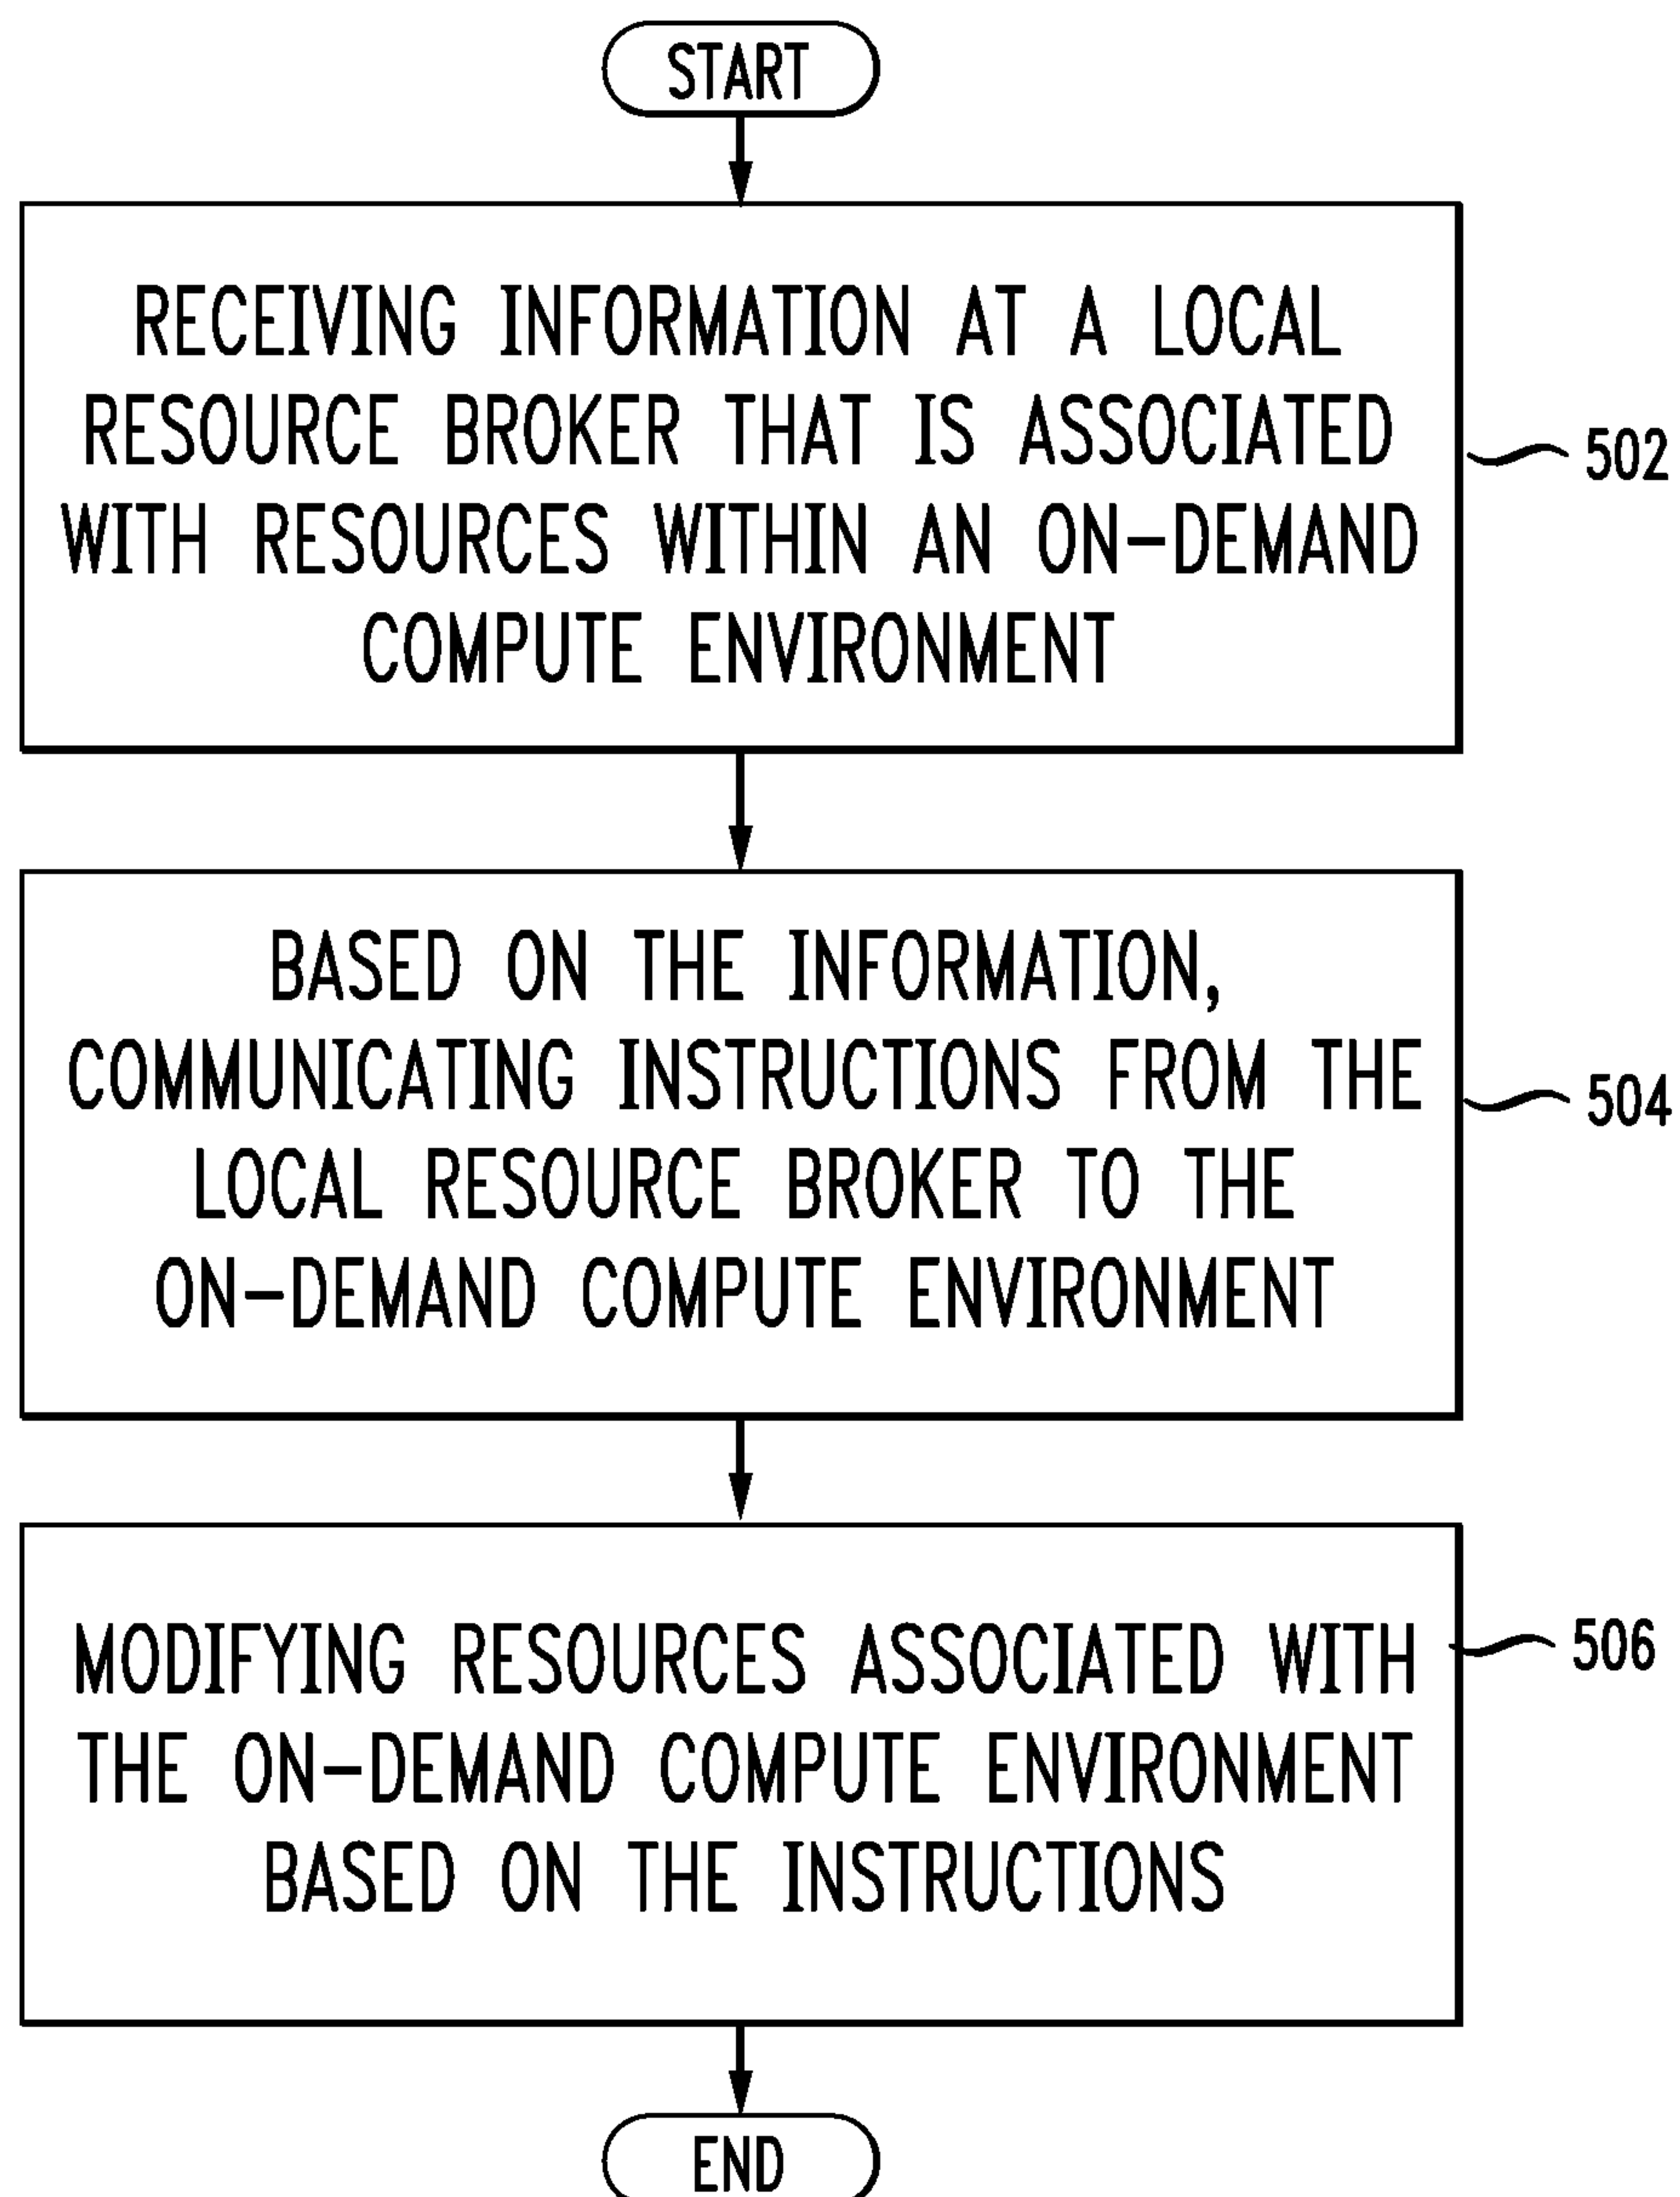 START
RECEIVING INFORMATION AT A LOCAL
RESOURCE BROKER THAT IS ASSOCIATED
WITH RESOURCES WITHIN AN ON-DEMAND
COMPUTE ENVIRONMENT
502
BASED ON THE INFORMATION,
COMMUNICATING INSTRUCTIONS FROM THE
LOCAL RESOURCE BROKER TO THE
ON-DEMAND COMPUTE ENVIRONMENT
504
MODIFYING RESOURCES ASSOCIATED WITH
THE ON-DEMAND COMPUTE ENVIRONMENT
BASED ON THE INSTRUCTIONS
506
END